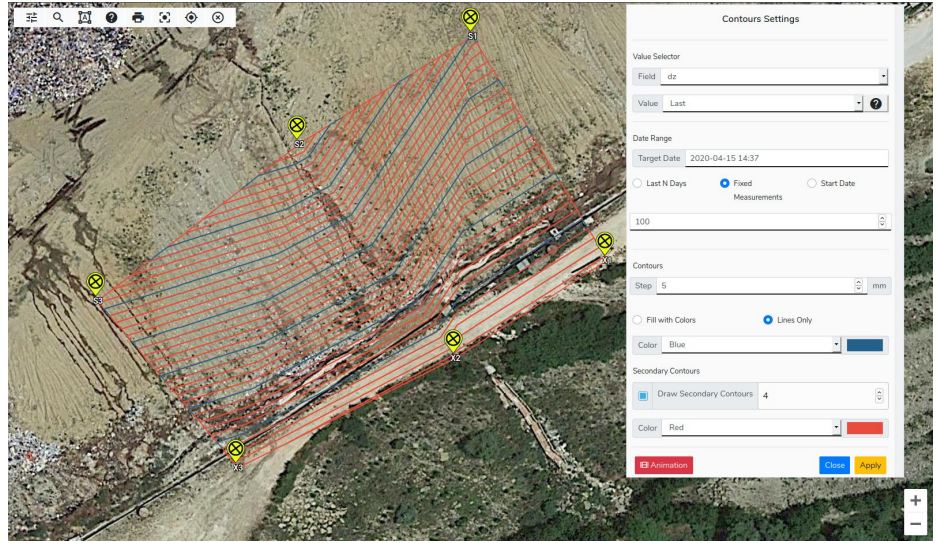 A
?
S1
S2
S3
X1
X2
X3
Contours Settings
Value Selector
Field dz
Value Last ?
Date Range
Target Date 2020-04-15 14:37
Last N Days Fixed Measurements Start Date
100
Contours
Step 5 mm
Fill with Colors Lines Only
Color Blue
Secondary Contours
Draw Secondary Contours 4
Color Red
Animation Close Apply
+
−